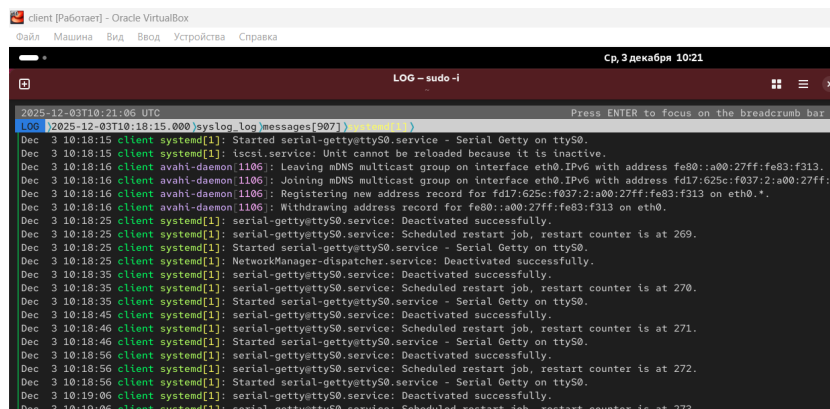 client [Работает] - Oracle VirtualBox
Файл Машина Вид Ввод Устройства Справка
Ср, 3 декабря 10:21
LOG — sudo -i
~
2025-12-03T10:21:06 UTC Press ENTER to focus on the breadcrumb bar
LOG ⟩2025-12-03T10:18:15.000⟩syslog_log⟩messages[907]⟩systemd[1]⟩
Dec 3 10:18:15 client systemd[1]: Started serial-getty@ttyS0.service - Serial Getty on ttyS0.
Dec 3 10:18:15 client systemd[1]: iscsi.service: Unit cannot be reloaded because it is inactive.
Dec 3 10:18:16 client avahi-daemon[1106]: Leaving mDNS multicast group on interface eth0.IPv6 with address fe80::a00:27ff:fe83:f313.
Dec 3 10:18:16 client avahi-daemon[1106]: Joining mDNS multicast group on interface eth0.IPv6 with address fd17:625c:f037:2:a00:27ff:
Dec 3 10:18:16 client avahi-daemon[1106]: Registering new address record for fd17:625c:f037:2:a00:27ff:fe83:f313 on eth0.*.
Dec 3 10:18:16 client avahi-daemon[1106]: Withdrawing address record for fe80::a00:27ff:fe83:f313 on eth0.
Dec 3 10:18:25 client systemd[1]: serial-getty@ttyS0.service: Deactivated successfully.
Dec 3 10:18:25 client systemd[1]: serial-getty@ttyS0.service: Scheduled restart job, restart counter is at 269.
Dec 3 10:18:25 client systemd[1]: Started serial-getty@ttyS0.service - Serial Getty on ttyS0.
Dec 3 10:18:25 client systemd[1]: NetworkManager-dispatcher.service: Deactivated successfully.
Dec 3 10:18:35 client systemd[1]: serial-getty@ttyS0.service: Deactivated successfully.
Dec 3 10:18:35 client systemd[1]: serial-getty@ttyS0.service: Scheduled restart job, restart counter is at 270.
Dec 3 10:18:35 client systemd[1]: Started serial-getty@ttyS0.service - Serial Getty on ttyS0.
Dec 3 10:18:45 client systemd[1]: serial-getty@ttyS0.service: Deactivated successfully.
Dec 3 10:18:46 client systemd[1]: serial-getty@ttyS0.service: Scheduled restart job, restart counter is at 271.
Dec 3 10:18:46 client systemd[1]: Started serial-getty@ttyS0.service - Serial Getty on ttyS0.
Dec 3 10:18:56 client systemd[1]: serial-getty@ttyS0.service: Deactivated successfully.
Dec 3 10:18:56 client systemd[1]: serial-getty@ttyS0.service: Scheduled restart job, restart counter is at 272.
Dec 3 10:18:56 client systemd[1]: Started serial-getty@ttyS0.service - Serial Getty on ttyS0.
Dec 3 10:19:06 client systemd[1]: serial-getty@ttyS0.service: Deactivated successfully.
Dec 3 10:19:06 client systemd[1]: serial-getty@ttyS0.service: Scheduled restart job, restart counter is at 273